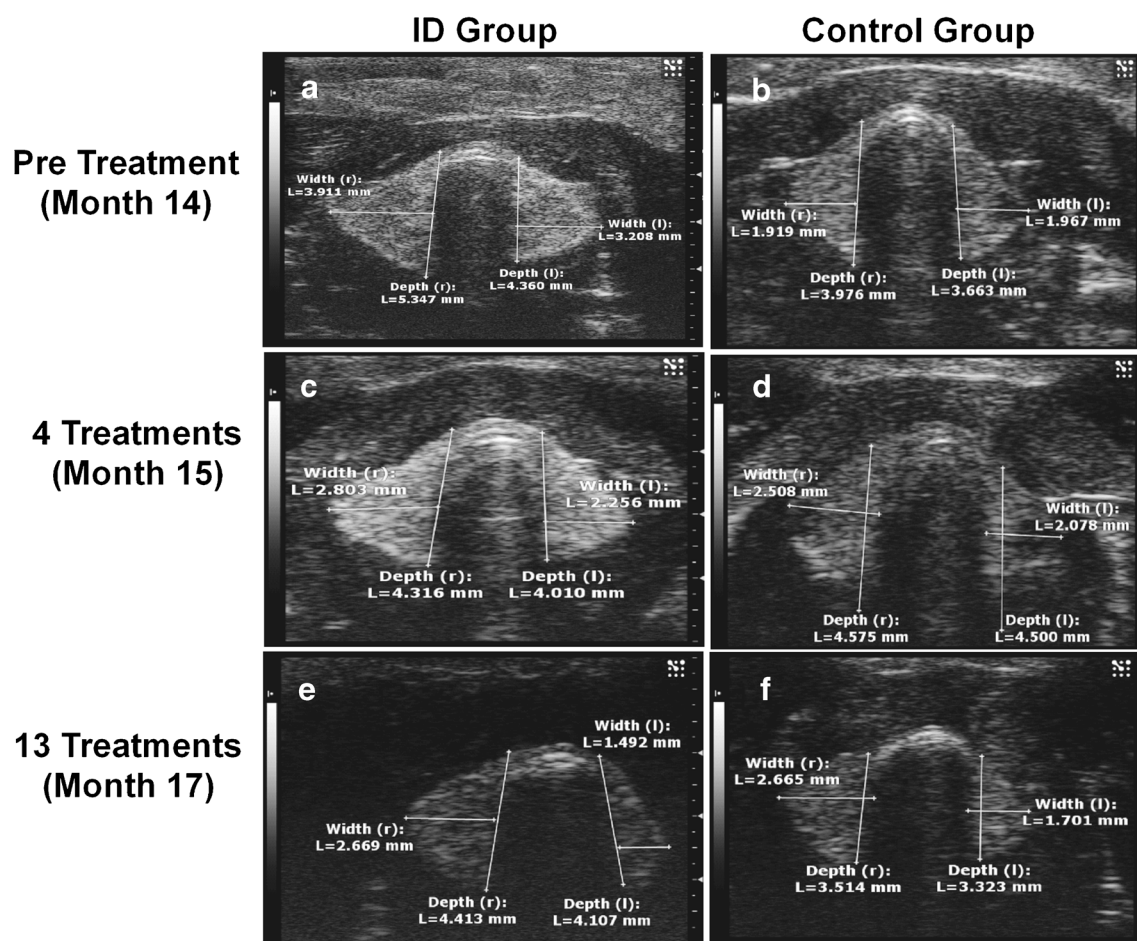 ID Group
Control Group
Pre Treatment
(Month 14)
a
Width (r):
L=3.911 mm
Width (l):
L=3.208 mm
Depth (r):
L=5.347 mm
Depth (l):
L=4.360 mm
b
Width (r):
L=1.919 mm
Width (l):
L=1.967 mm
Depth (r):
L=3.976 mm
Depth (l):
L=3.663 mm
4 Treatments
(Month 15)
c
Width (r):
L=2.803 mm
Width (l):
L=2.256 mm
Depth (r):
L=4.316 mm
Depth (l):
L=4.010 mm
d
Width (r):
L=2.508 mm
Width (l):
L=2.078 mm
Depth (r):
L=4.575 mm
Depth (l):
L=4.500 mm
13 Treatments
(Month 17)
e
Width (l):
L=1.492 mm
Width (r):
L=2.669 mm
Depth (r):
L=4.413 mm
Depth (l):
L=4.107 mm
f
Width (r):
L=2.665 mm
Width (l):
L=1.701 mm
Depth (r):
L=3.514 mm
Depth (l):
L=3.323 mm